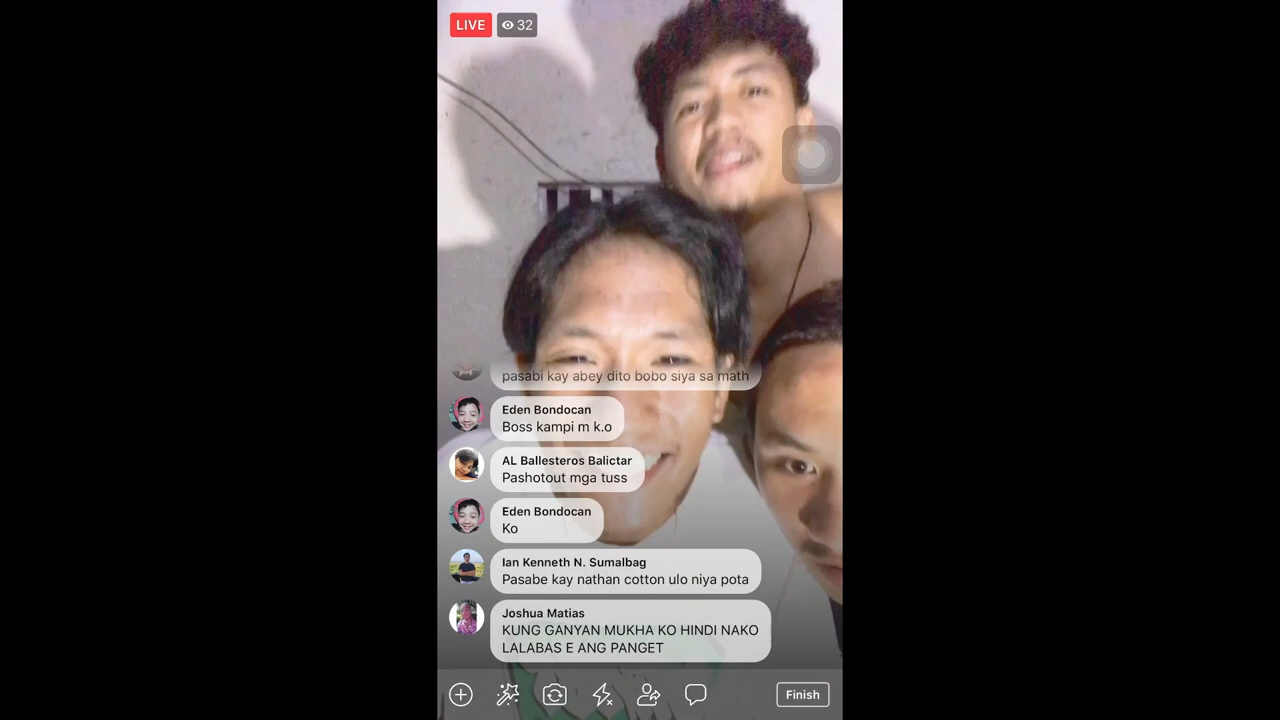 LIVE
32
pasabi kay abey dito bobo siya sa math
Eden Bondocan
Boss kampi m k.o
AL Ballesteros Balictar
Pashotout mga tuss
Eden Bondocan
Ko
Ian Kenneth N. Sumalbag
Pasabe kay nathan cotton ulo niya pota
Joshua Matias
KUNG GANYAN MUKHA KO HINDI NAKO
LALABAS E ANG PANGET
Finish